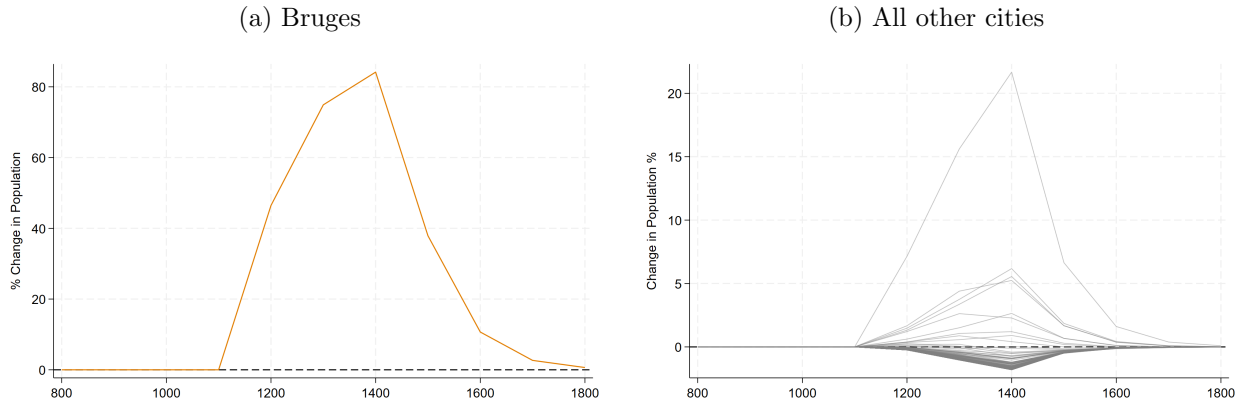 (a) Bruges
% Change in Population
80
60
40
20
0
800 1000 1200 1400 1600 1800
(b) All other cities
Change in Population %
20
15
10
5
0
800 1000 1200 1400 1600 1800